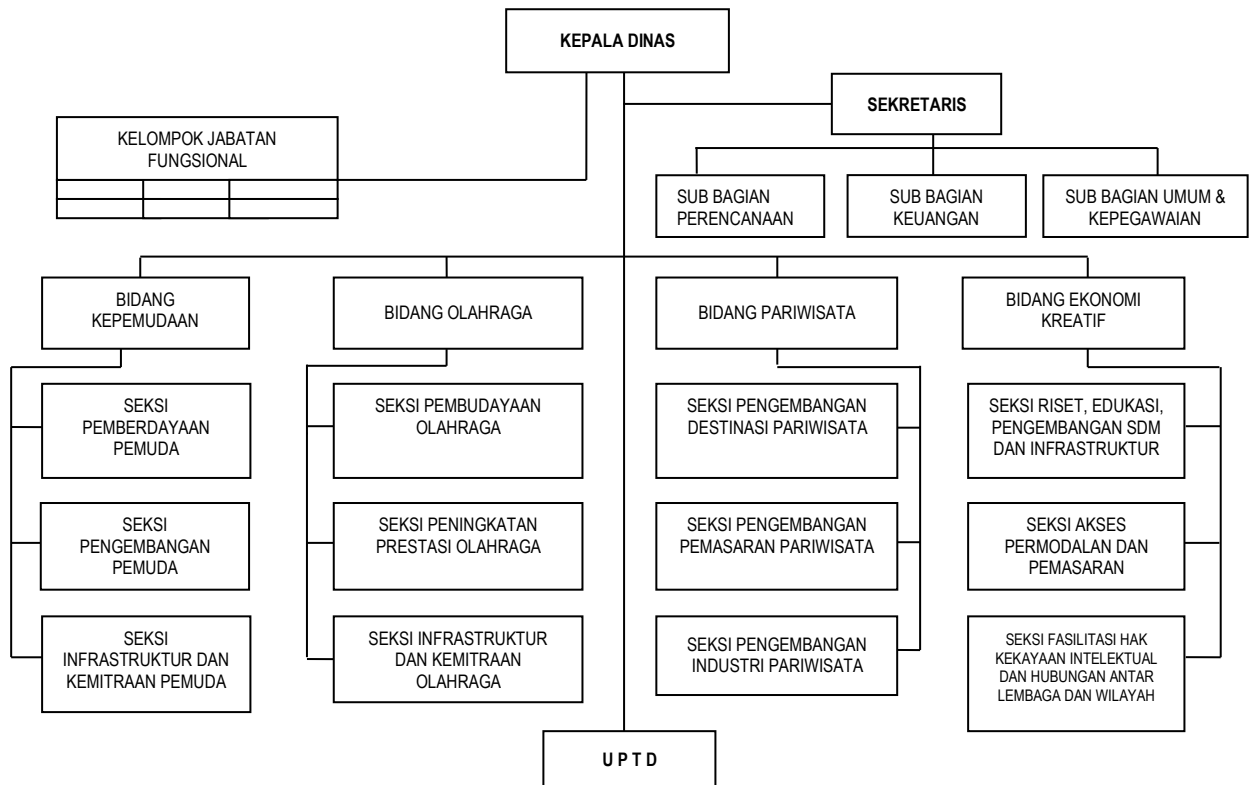 KEPALA DINAS
SEKRETARIS
KELOMPOK JABATAN
FUNGSIONAL
SUB BAGIAN
PERENCANAAN
SUB BAGIAN
KEUANGAN
SUB BAGIAN UMUM &
KEPEGAWAIAN
BIDANG
KEPEMUDAAN
BIDANG OLAHRAGA
BIDANG PARIWISATA
BIDANG EKONOMI
KREATIF
SEKSI
PEMBERDAYAAN
PEMUDA
SEKSI PEMBUDAYAAN
OLAHRAGA
SEKSI PENGEMBANGAN
DESTINASI PARIWISATA
SEKSI RISET, EDUKASI,
PENGEMBANGAN SDM
DAN INFRASTRUKTUR
SEKSI
PENGEMBANGAN
PEMUDA
SEKSI PENINGKATAN
PRESTASI OLAHRAGA
SEKSI PENGEMBANGAN
PEMASARAN PARIWISATA
SEKSI AKSES
PERMODALAN DAN
PEMASARAN
SEKSI
INFRASTRUKTUR DAN
KEMITRAAN PEMUDA
SEKSI INFRASTRUKTUR
DAN KEMITRAAN
OLAHRAGA
SEKSI PENGEMBANGAN
INDUSTRI PARIWISATA
SEKSI FASILITASI HAK
KEKAYAAN INTELEKTUAL
DAN HUBUNGAN ANTAR
LEMBAGA DAN WILAYAH
U P T D